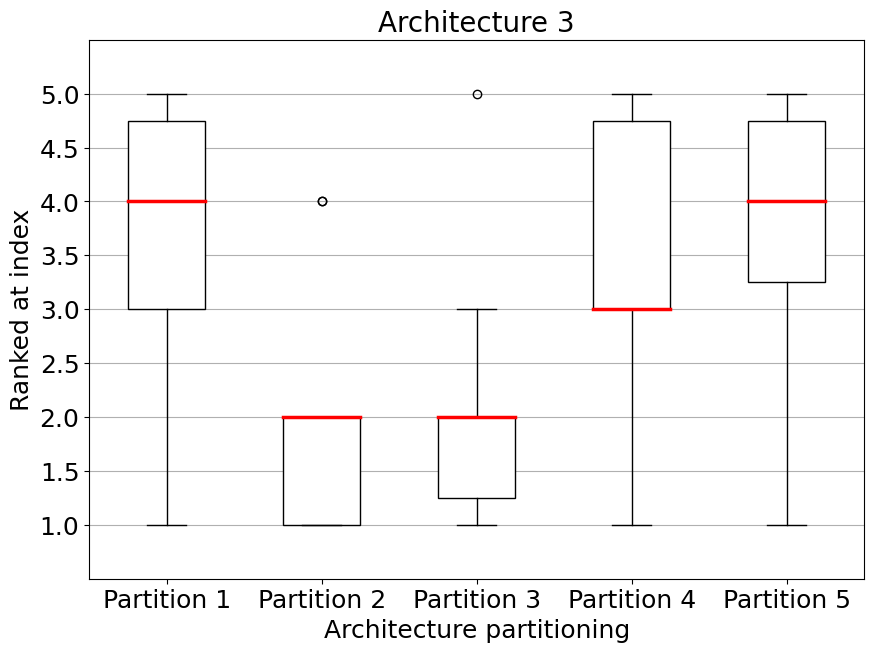 Architecture 3
Ranked at index
5.0
4.5
4.0
3.5
3.0
2.5
2.0
1.5
1.0
Partition 1 Partition 2 Partition 3 Partition 4 Partition 5
Architecture partitioning